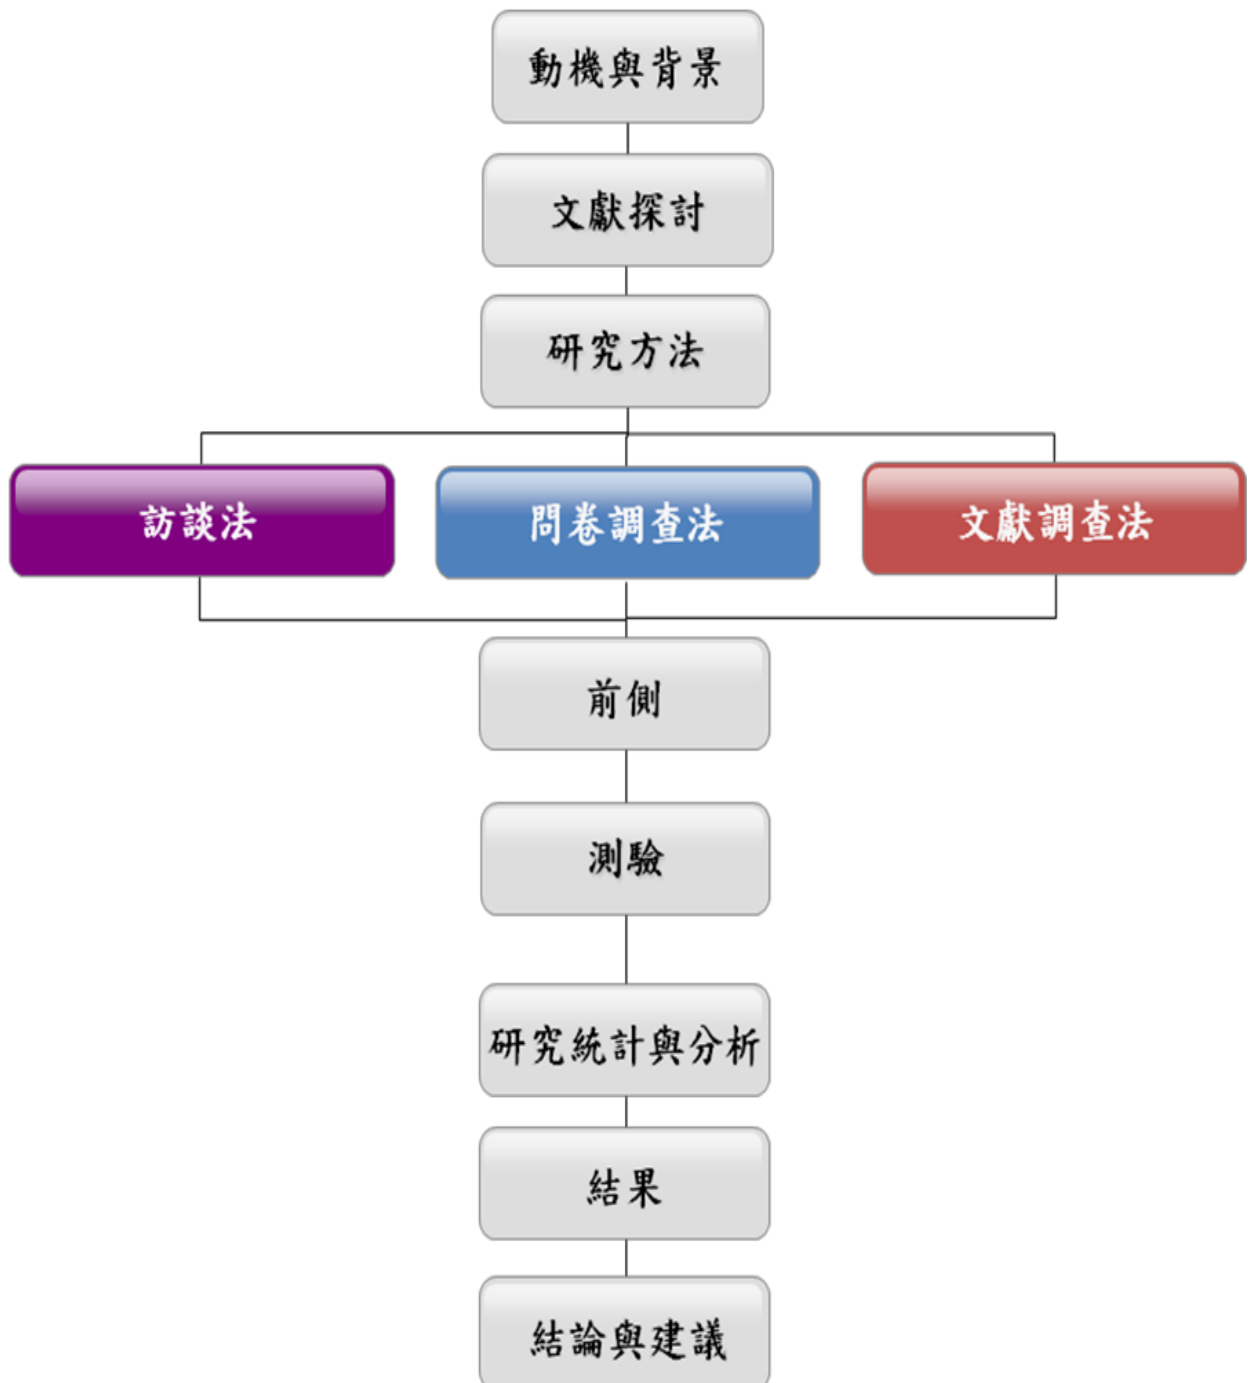 動機與背景
文獻探討
研究方法
訪談法
問卷調查法
文獻調查法
前側
測驗
研究統計與分析
結果
結論與建議